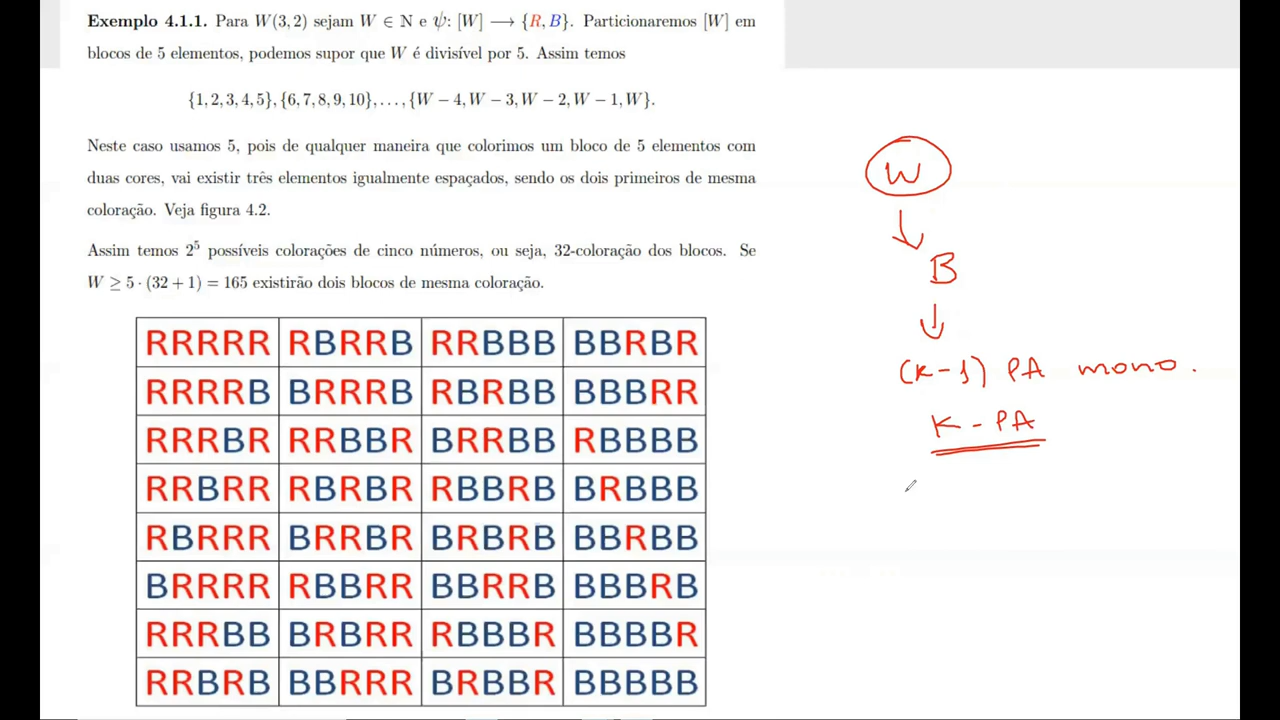 Exemplo 4.1.1. Para W(3, 2) sejam W ∈ N e ψ: [W] ⟶ {R, B}. Particionaremos [W] em
blocos de 5 elementos, podemos supor que W é divisível por 5. Assim temos
{1, 2, 3, 4, 5}, {6, 7, 8, 9, 10}, . . . , {W − 4, W − 3, W − 2, W − 1, W}.
Neste caso usamos 5, pois de qualquer maneira que colorimos um bloco de 5 elementos com
duas cores, vai existir três elementos igualmente espaçados, sendo os dois primeiros de mesma
coloração. Veja figura 4.2.
Assim temos 2⁵ possíveis colorações de cinco números, ou seja, 32-coloração dos blocos. Se
W ≥ 5 · (32 + 1) = 165 existirão dois blocos de mesma coloração.
RRRRR RBRRB RRBBB BBRBR
RRRRB BRRRB RBRBB BBBRR
RRRBR RRBBR BRRBB RBBBB
RRBRR RBRBR RBBRB BRBBB
RBRRR BRRBR BRBRB BBRBB
BRRRR RBBRR BBRRB BBBRB
RRRBB BRBRR RBBBR BBBBR
RRBRB BBRRR BRBBR BBBBB
W
↓
B
↓
(K−1) PA mono.
K − PA